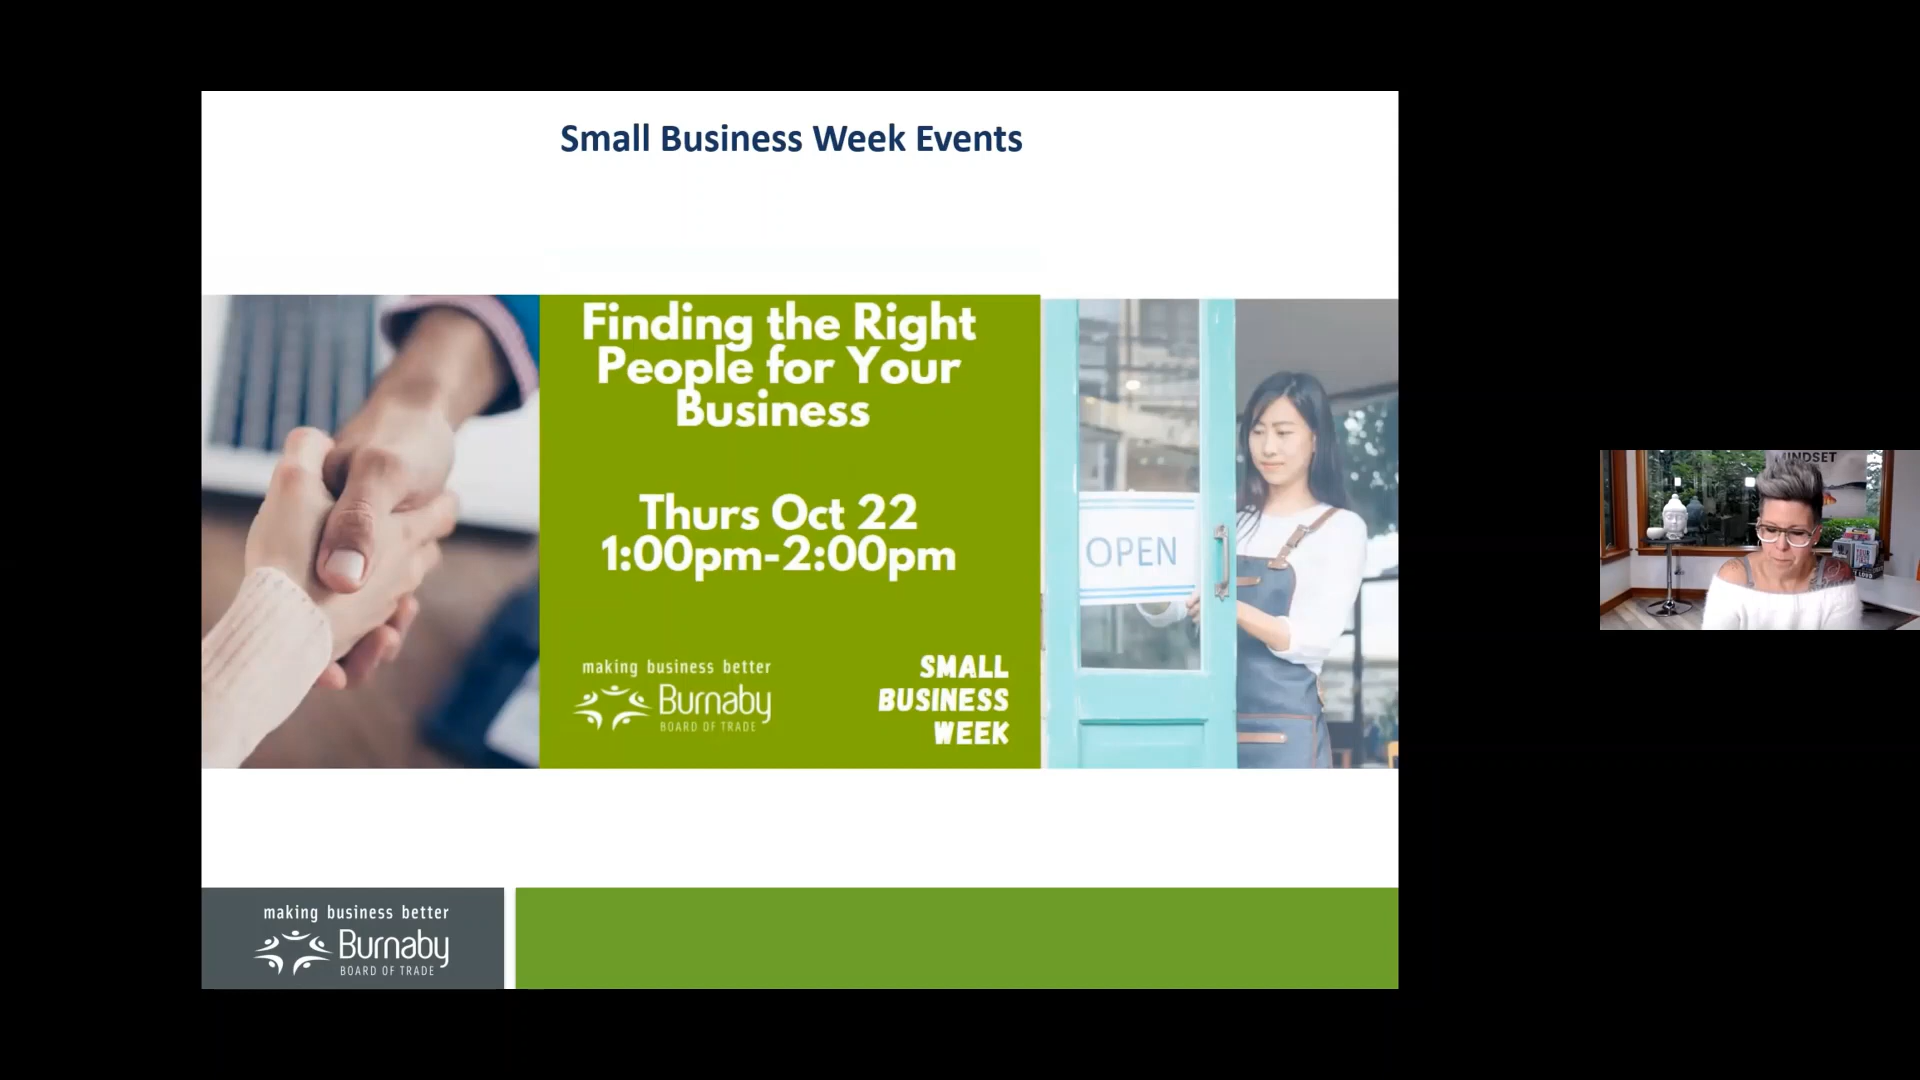 Small Business Week Events
Finding the Right
People for Your
Business
Thurs Oct 22
1:00pm-2:00pm
making business better
Burnaby
BOARD OF TRADE
SMALL
BUSINESS
WEEK
OPEN
MINDSET
making business better
Burnaby
BOARD OF TRADE